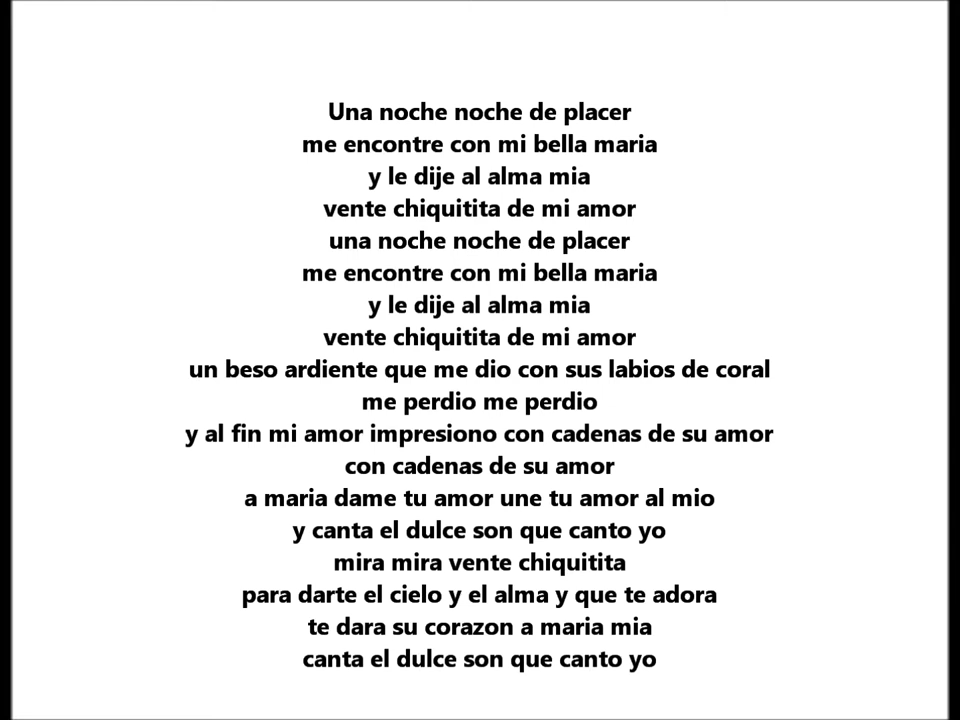 Una noche noche de placer
me encontre con mi bella maria
y le dije al alma mia
vente chiquitita de mi amor
una noche noche de placer
me encontre con mi bella maria
y le dije al alma mia
vente chiquitita de mi amor
un beso ardiente que me dio con sus labios de coral
me perdio me perdio
y al fin mi amor impresiono con cadenas de su amor
con cadenas de su amor
a maria dame tu amor une tu amor al mio
y canta el dulce son que canto yo
mira mira vente chiquitita
para darte el cielo y el alma y que te adora
te dara su corazon a maria mia
canta el dulce son que canto yo